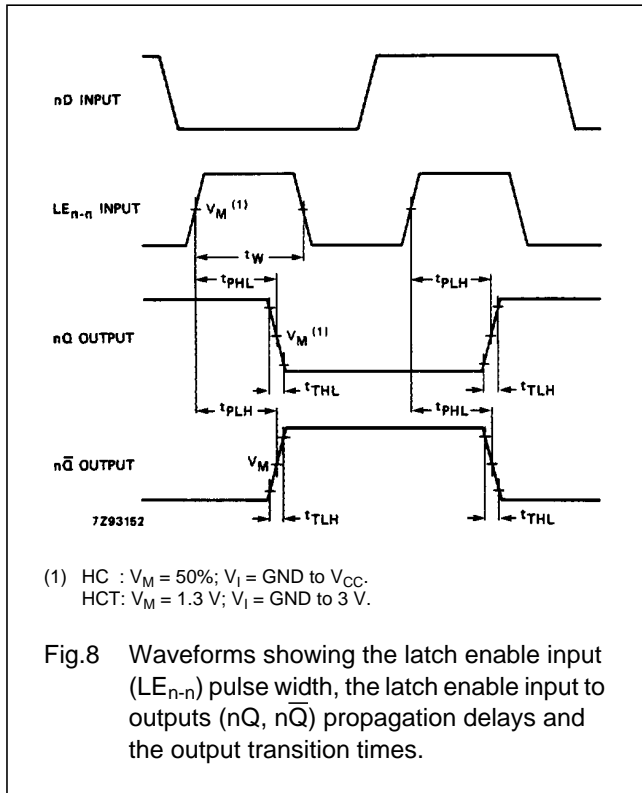 nD INPUT
LEn-n INPUT
VM (1)
tW
tPHL
tPLH
nQ OUTPUT
VM (1)
tTHL
tTLH
tPLH
tPHL
nQ̅ OUTPUT
VM
tTLH
tTHL
7Z93152
(1) HC : VM = 50%; VI = GND to VCC.
HCT: VM = 1.3 V; VI = GND to 3 V.
Fig.8 Waveforms showing the latch enable input
(LEn-n) pulse width, the latch enable input to
outputs (nQ, nQ̅) propagation delays and
the output transition times.